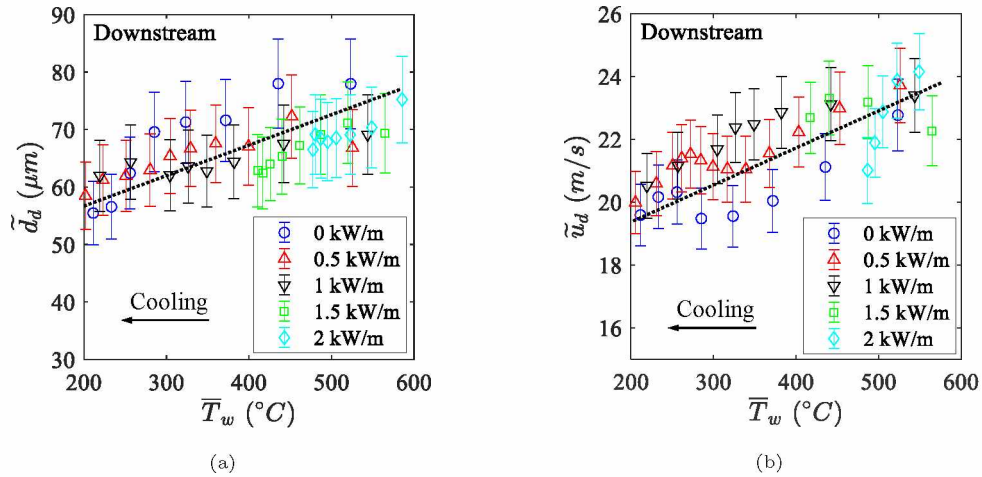 Downstream
90
80
70
60
50
40
30
200
300
400
500
600
d̃_d (μm)
T̅_w (°C)
Cooling
0 kW/m
0.5 kW/m
1 kW/m
1.5 kW/m
2 kW/m
(a)
Downstream
26
24
22
20
18
16
200
300
400
500
600
ũ_d (m/s)
T̅_w (°C)
Cooling
0 kW/m
0.5 kW/m
1 kW/m
1.5 kW/m
2 kW/m
(b)